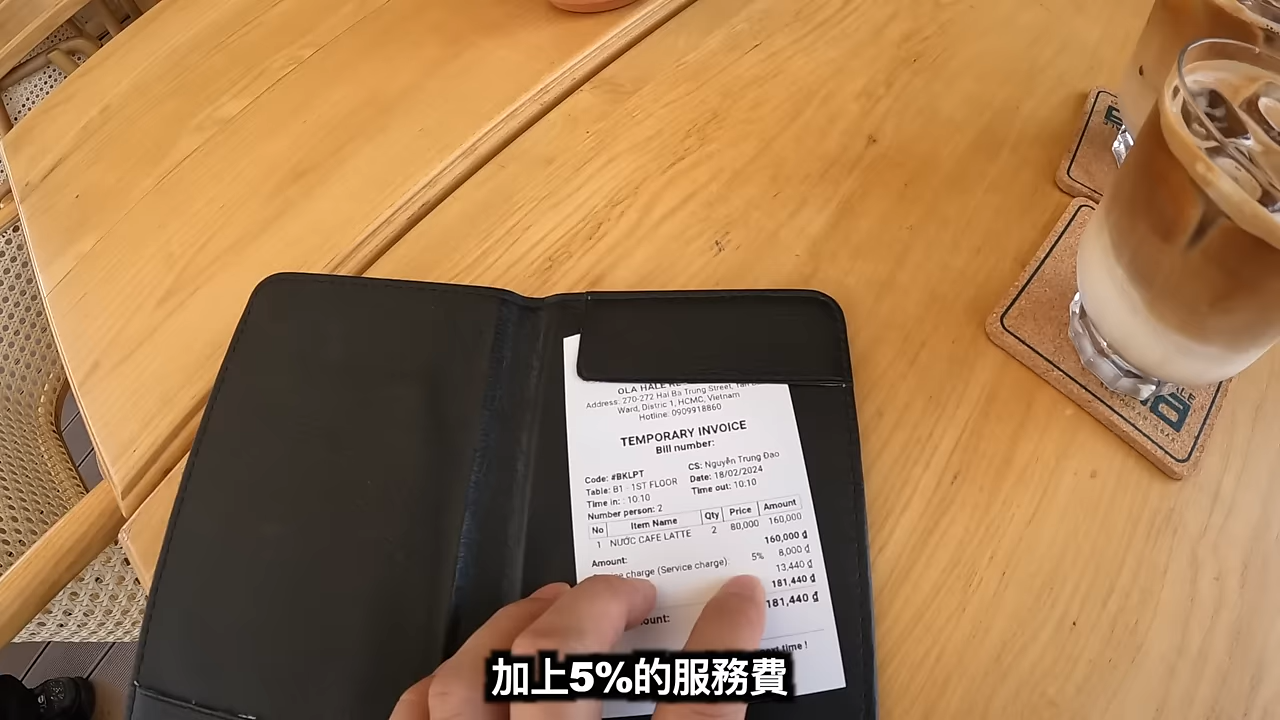 OLA HALE
Address: 270-272 Hai Ba Trung Street,
Ward, Distric 1, HCMC, Vietnam
Hotline: 0909918860
TEMPORARY INVOICE
Bill number:
Code: #BKLPT
CS: Nguyễn Trung Đạo
Table: B1 - 1ST FLOOR
Date: 18/02/2024
Time in: : 10:10
Time out: 10:10
Number person: 2
No Item Name Qty Price Amount
1 NƯỚC CAFE LATTE 2 80,000 160,000
Amount: 160,000 ₫
charge (Service charge): 5% 8,000 ₫
13,440 ₫
181,440 ₫
181,440 ₫
time !
加上5%的服務費